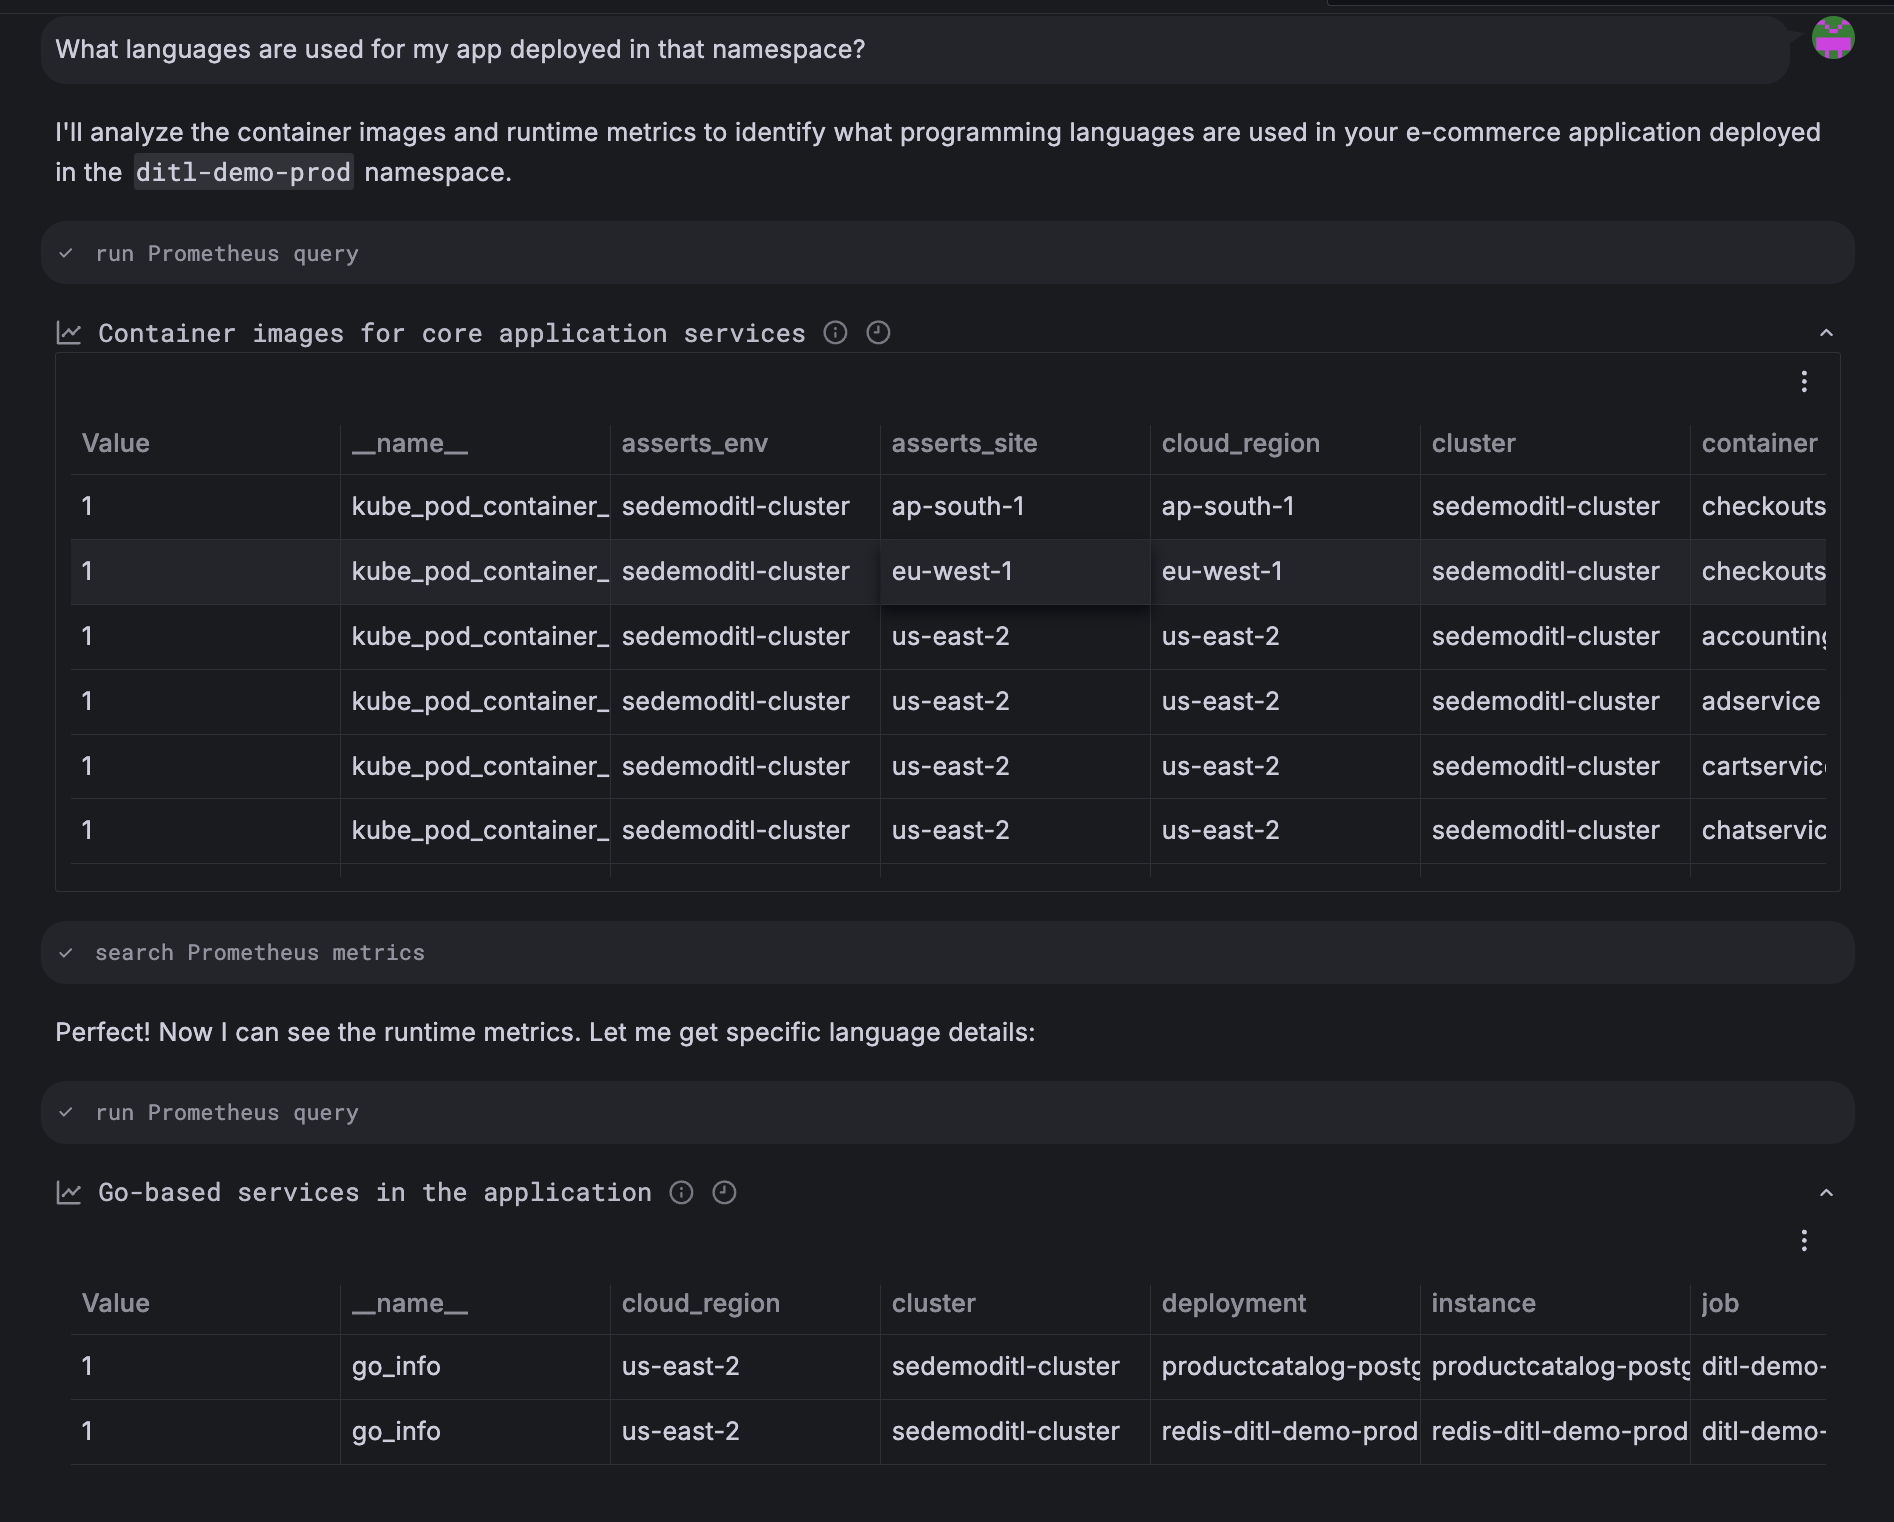 What languages are used for my app deployed in that namespace?
I'll analyze the container images and runtime metrics to identify what programming languages are used in your e-commerce application deployed
in the ditl-demo-prod namespace.
run Prometheus query
Container images for core application services
Value __name__ asserts_env asserts_site cloud_region cluster container
1 kube_pod_container_ sedemoditl-cluster ap-south-1 ap-south-1 sedemoditl-cluster checkouts
1 kube_pod_container_ sedemoditl-cluster eu-west-1 eu-west-1 sedemoditl-cluster checkouts
1 kube_pod_container_ sedemoditl-cluster us-east-2 us-east-2 sedemoditl-cluster accounting
1 kube_pod_container_ sedemoditl-cluster us-east-2 us-east-2 sedemoditl-cluster adservice
1 kube_pod_container_ sedemoditl-cluster us-east-2 us-east-2 sedemoditl-cluster cartservice
1 kube_pod_container_ sedemoditl-cluster us-east-2 us-east-2 sedemoditl-cluster chatservic
search Prometheus metrics
Perfect! Now I can see the runtime metrics. Let me get specific language details:
run Prometheus query
Go-based services in the application
Value __name__ cloud_region cluster deployment instance job
1 go_info us-east-2 sedemoditl-cluster productcatalog-postg productcatalog-postg ditl-demo-
1 go_info us-east-2 sedemoditl-cluster redis-ditl-demo-prod redis-ditl-demo-prod ditl-demo-